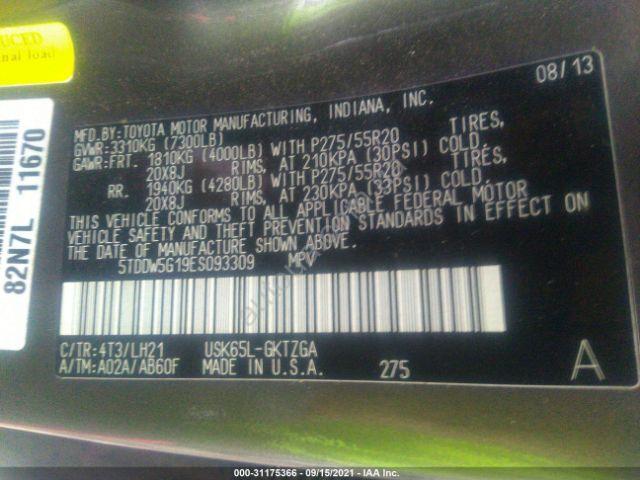 UCED
nal load
82N7L 11670
08/13
MFD.BY:TOYOTA MOTOR MANUFACTURING, INDIANA, INC.
GVWR:3310KG (7300LB)
GAWR:FRT. 1810KG (4000LB) WITH P275/55R20 TIRES,
20X8J RIMS, AT 210KPA (30PSI) COLD.
RR. 1940KG (4280LB) WITH P275/55R20 TIRES,
20X8J RIMS, AT 230KPA (33PSI) COLD.
THIS VEHICLE CONFORMS TO ALL APPLICABLE FEDERAL MOTOR
VEHICLE SAFETY AND THEFT PREVENTION STANDARDS IN EFFECT ON
THE DATE OF MANUFACTURE SHOWN ABOVE.
5TDDW5G19ES093309 MPV
C/TR:4T3/LH21 USK65L-GKTZGA
A/TM:A02A/AB60F MADE IN U.S.A. 275 A
000-31175366 - 09/15/2021 - IAA Inc.